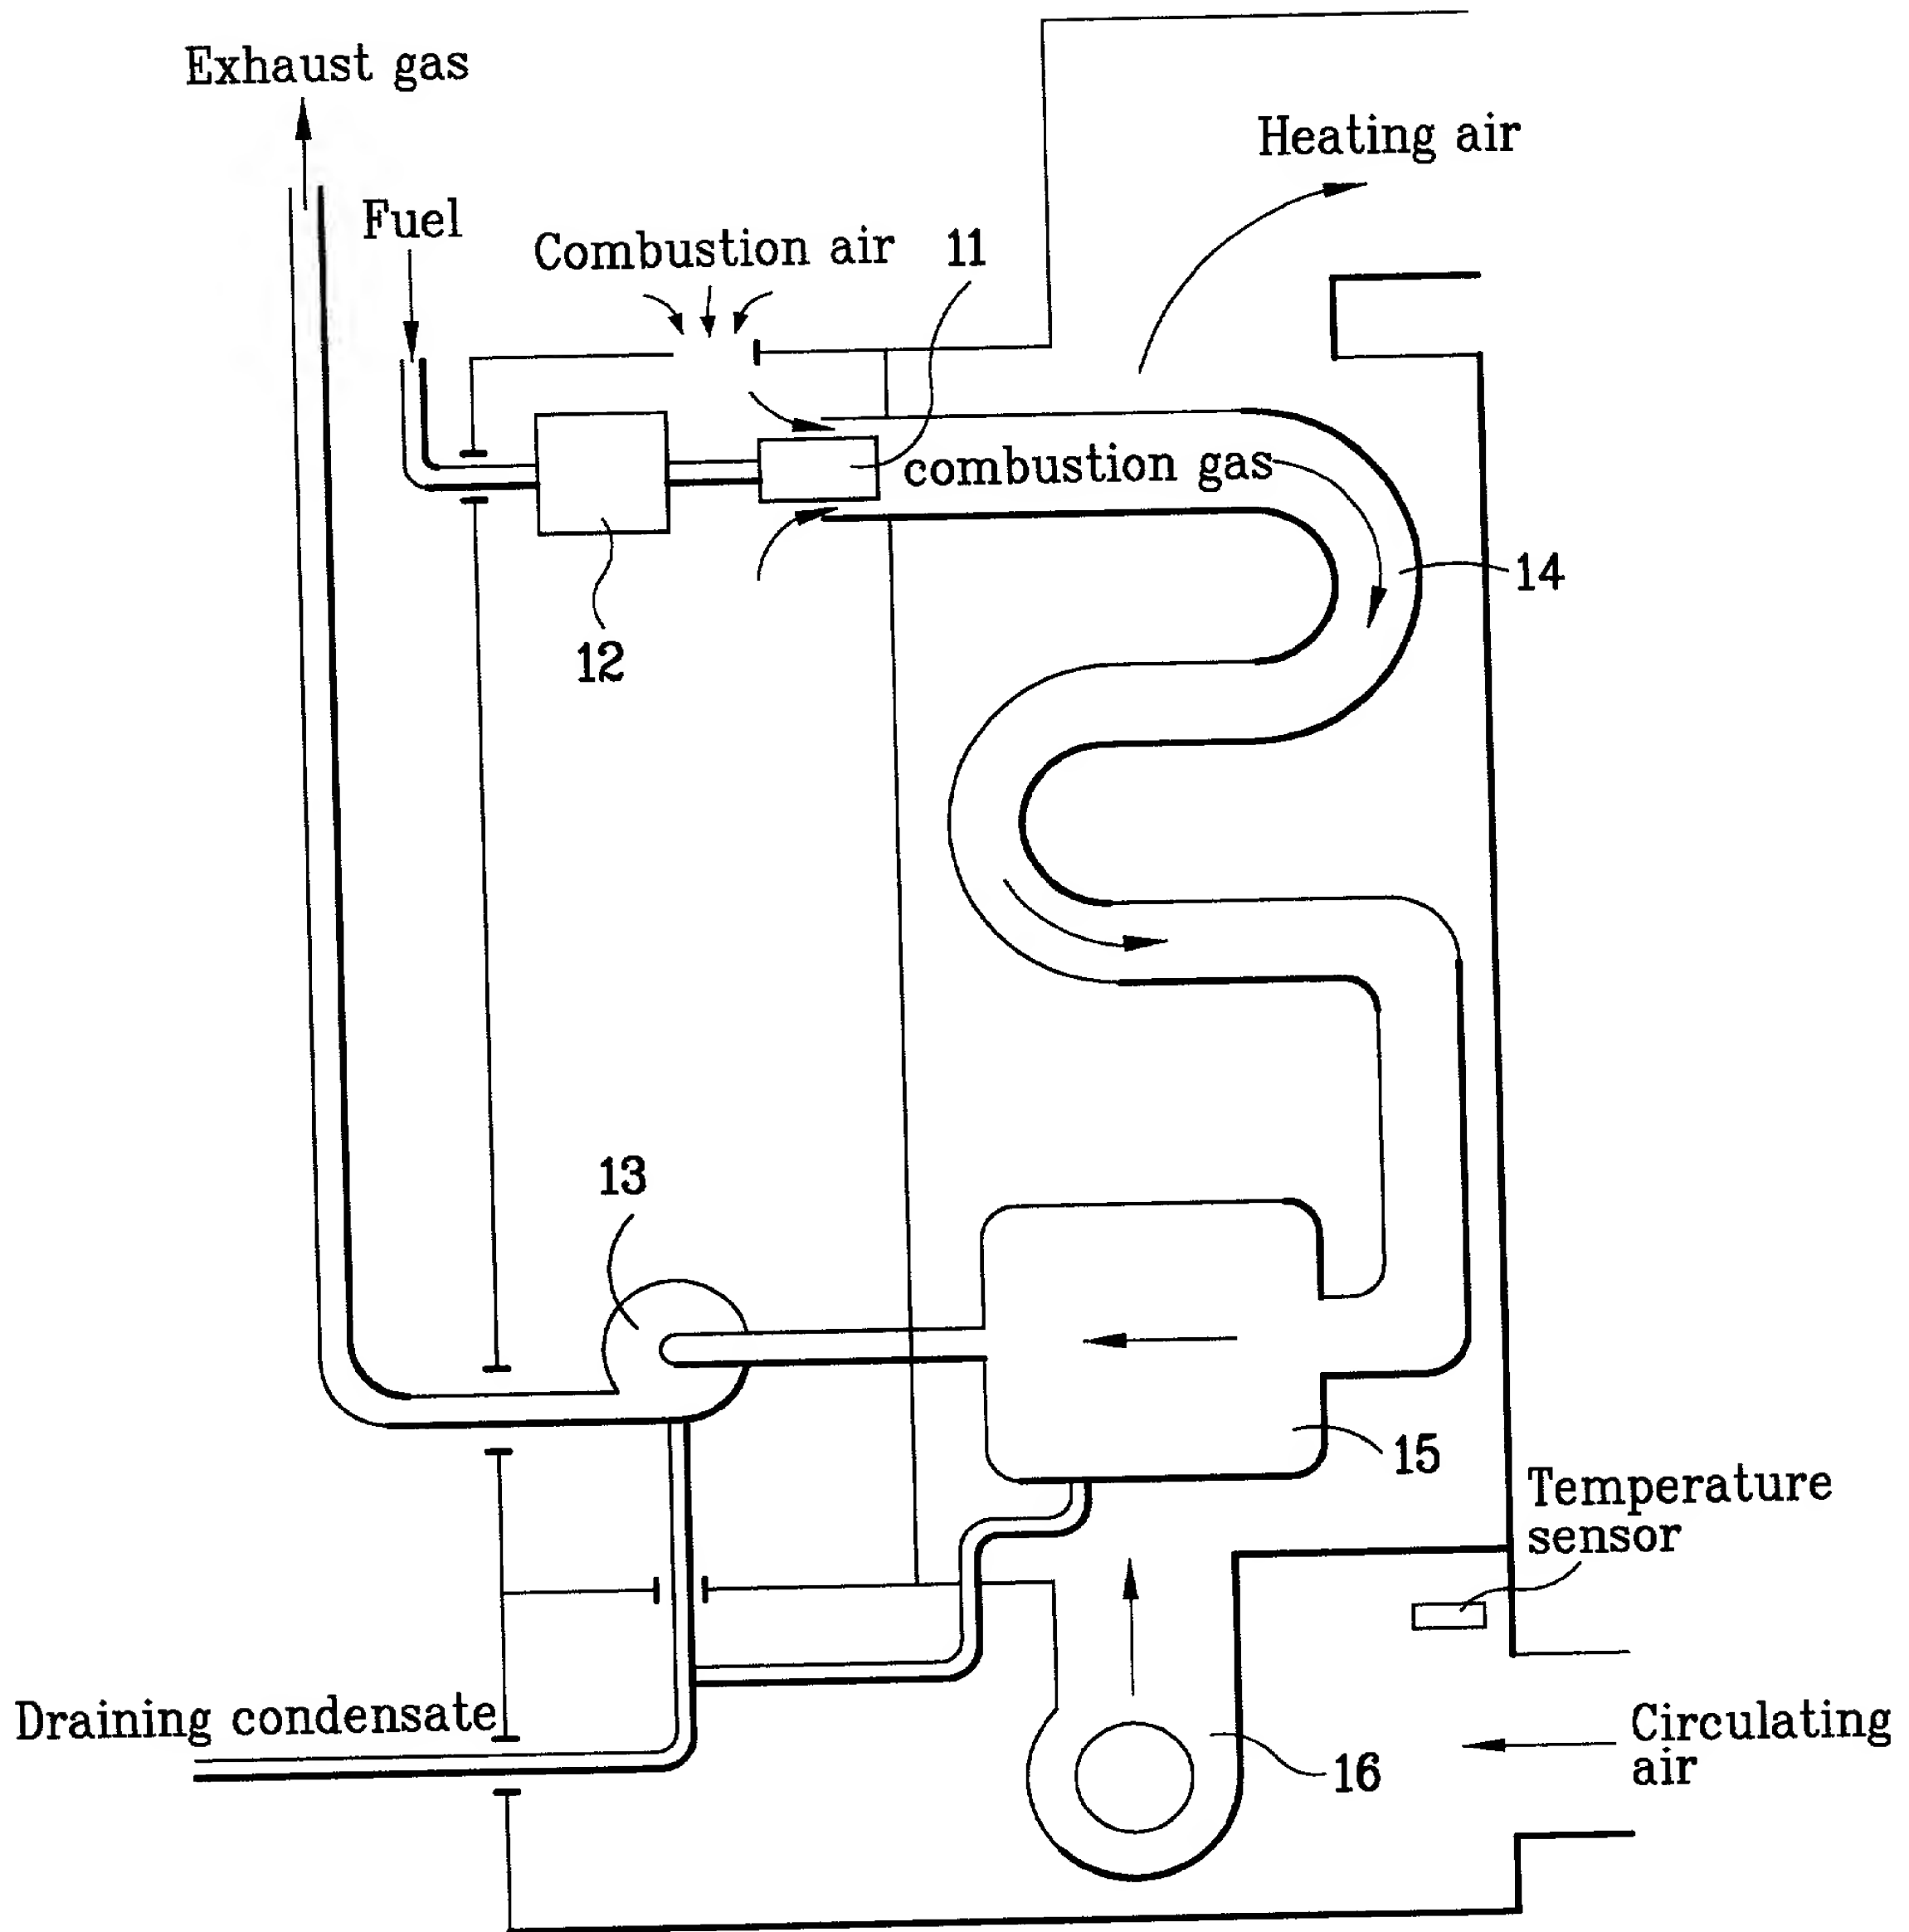 Exhaust gas
Heating air
Fuel
Combustion air
11
combustion gas
14
12
13
15
Temperature
sensor
Draining condensate
Circulating
air
16